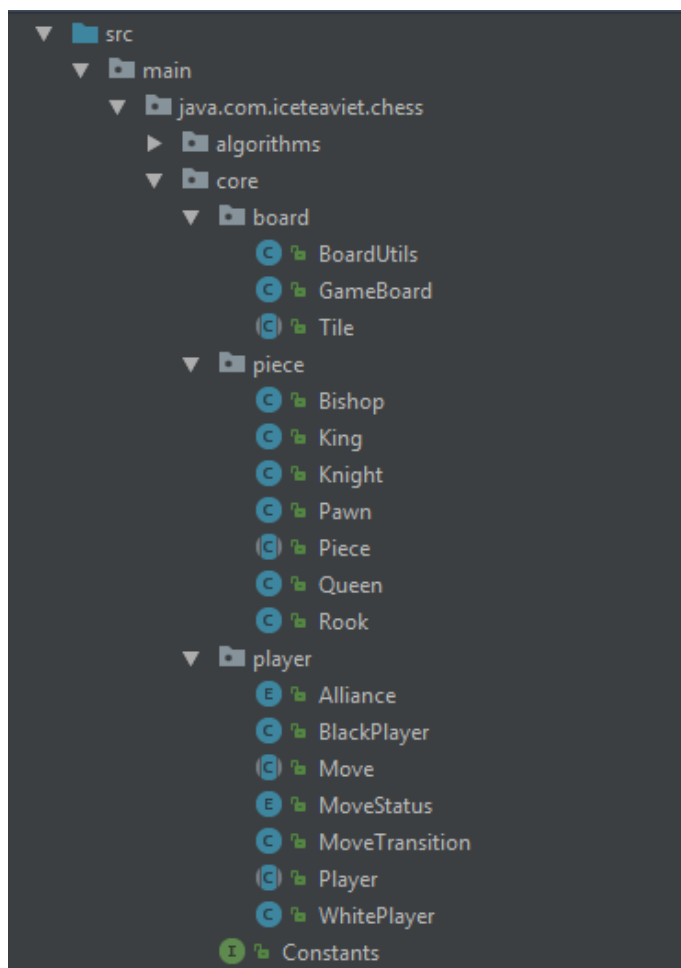 src
main
java.com.iceteaviet.chess
algorithms
core
board
C BoardUtils
C GameBoard
C Tile
piece
C Bishop
C King
C Knight
C Pawn
C Piece
C Queen
C Rook
player
E Alliance
C BlackPlayer
C Move
E MoveStatus
C MoveTransition
C Player
C WhitePlayer
I Constants